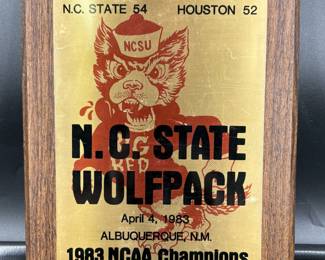 N.C. STATE 54 HOUSTON 52
NCSU
N.C. STATE
RED
WOLFPACK
April 4, 1983
ALBUQUERQUE, N.M.
1983 NCAA Champions